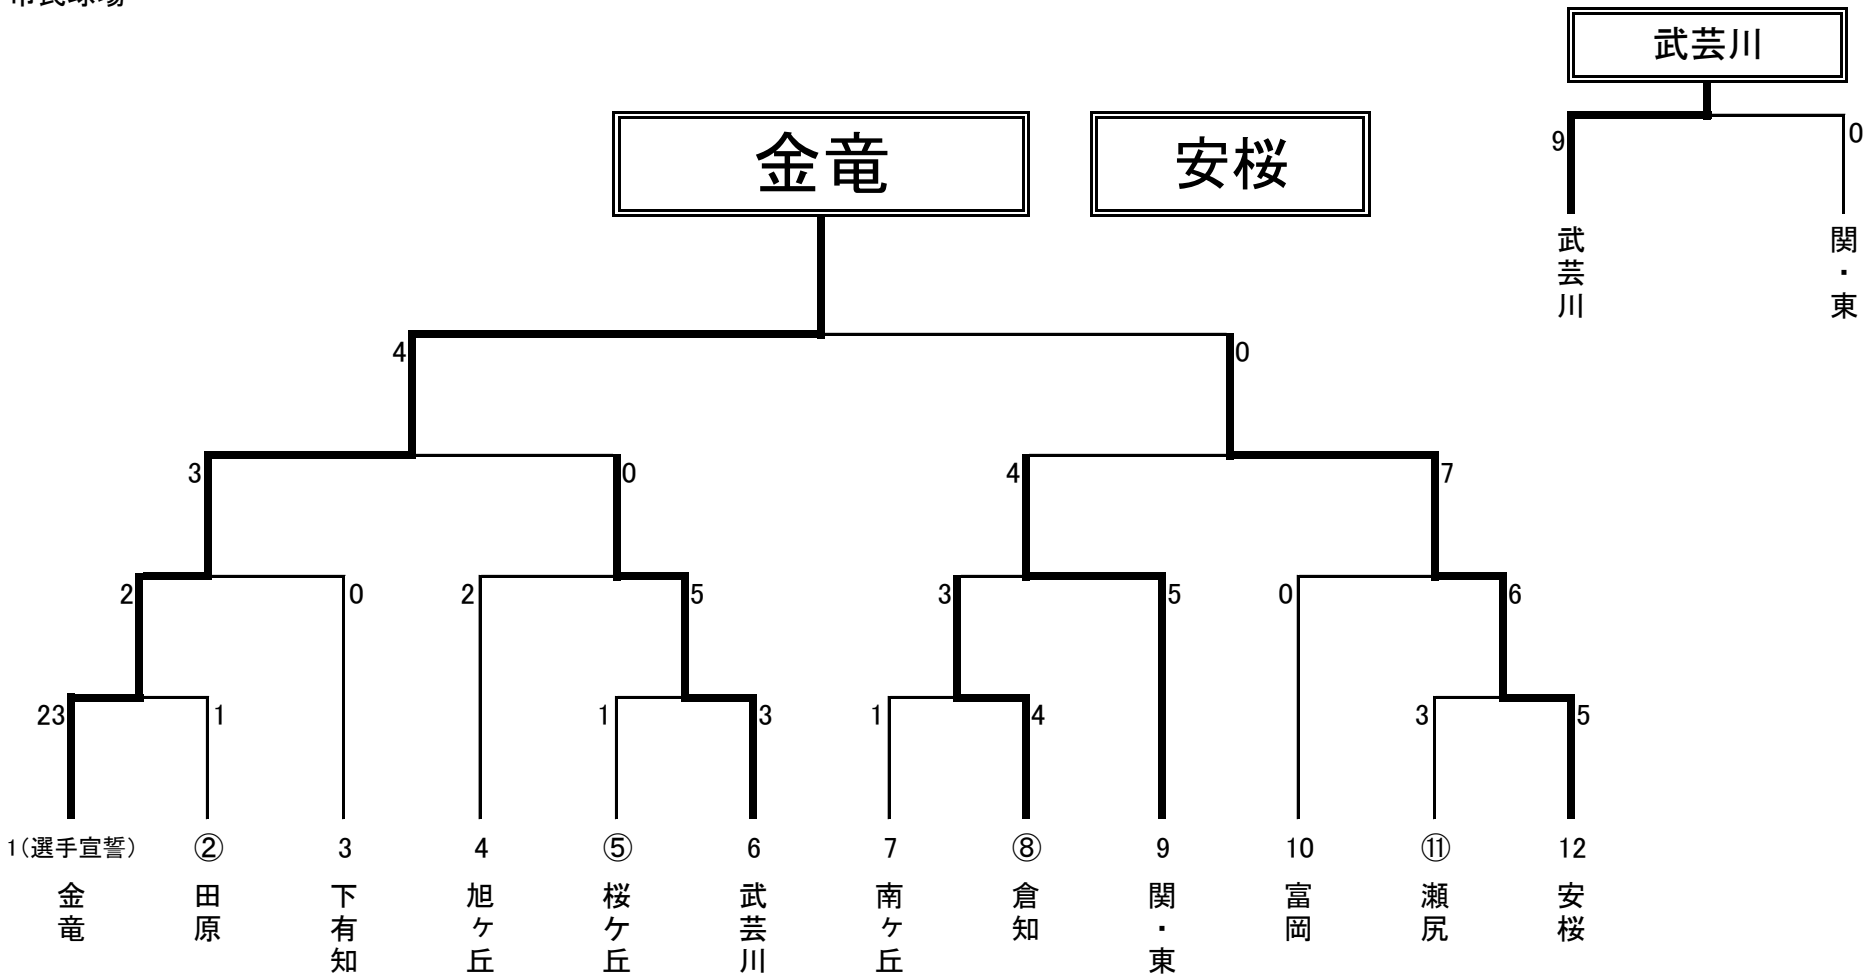 武芸川
金竜
安桜
9
0
武芸川
関・東
4
0
3
0
4
7
2
0
2
5
3
5
0
6
23
1
1
3
1
4
3
5
1(選手宣誓)
②
3
4
⑤
6
7
⑧
9
10
⑪
12
金竜
田原
下有知
旭ヶ丘
桜ケ丘
武芸川
南ヶ丘
倉知
関・東
富岡
瀬尻
安桜